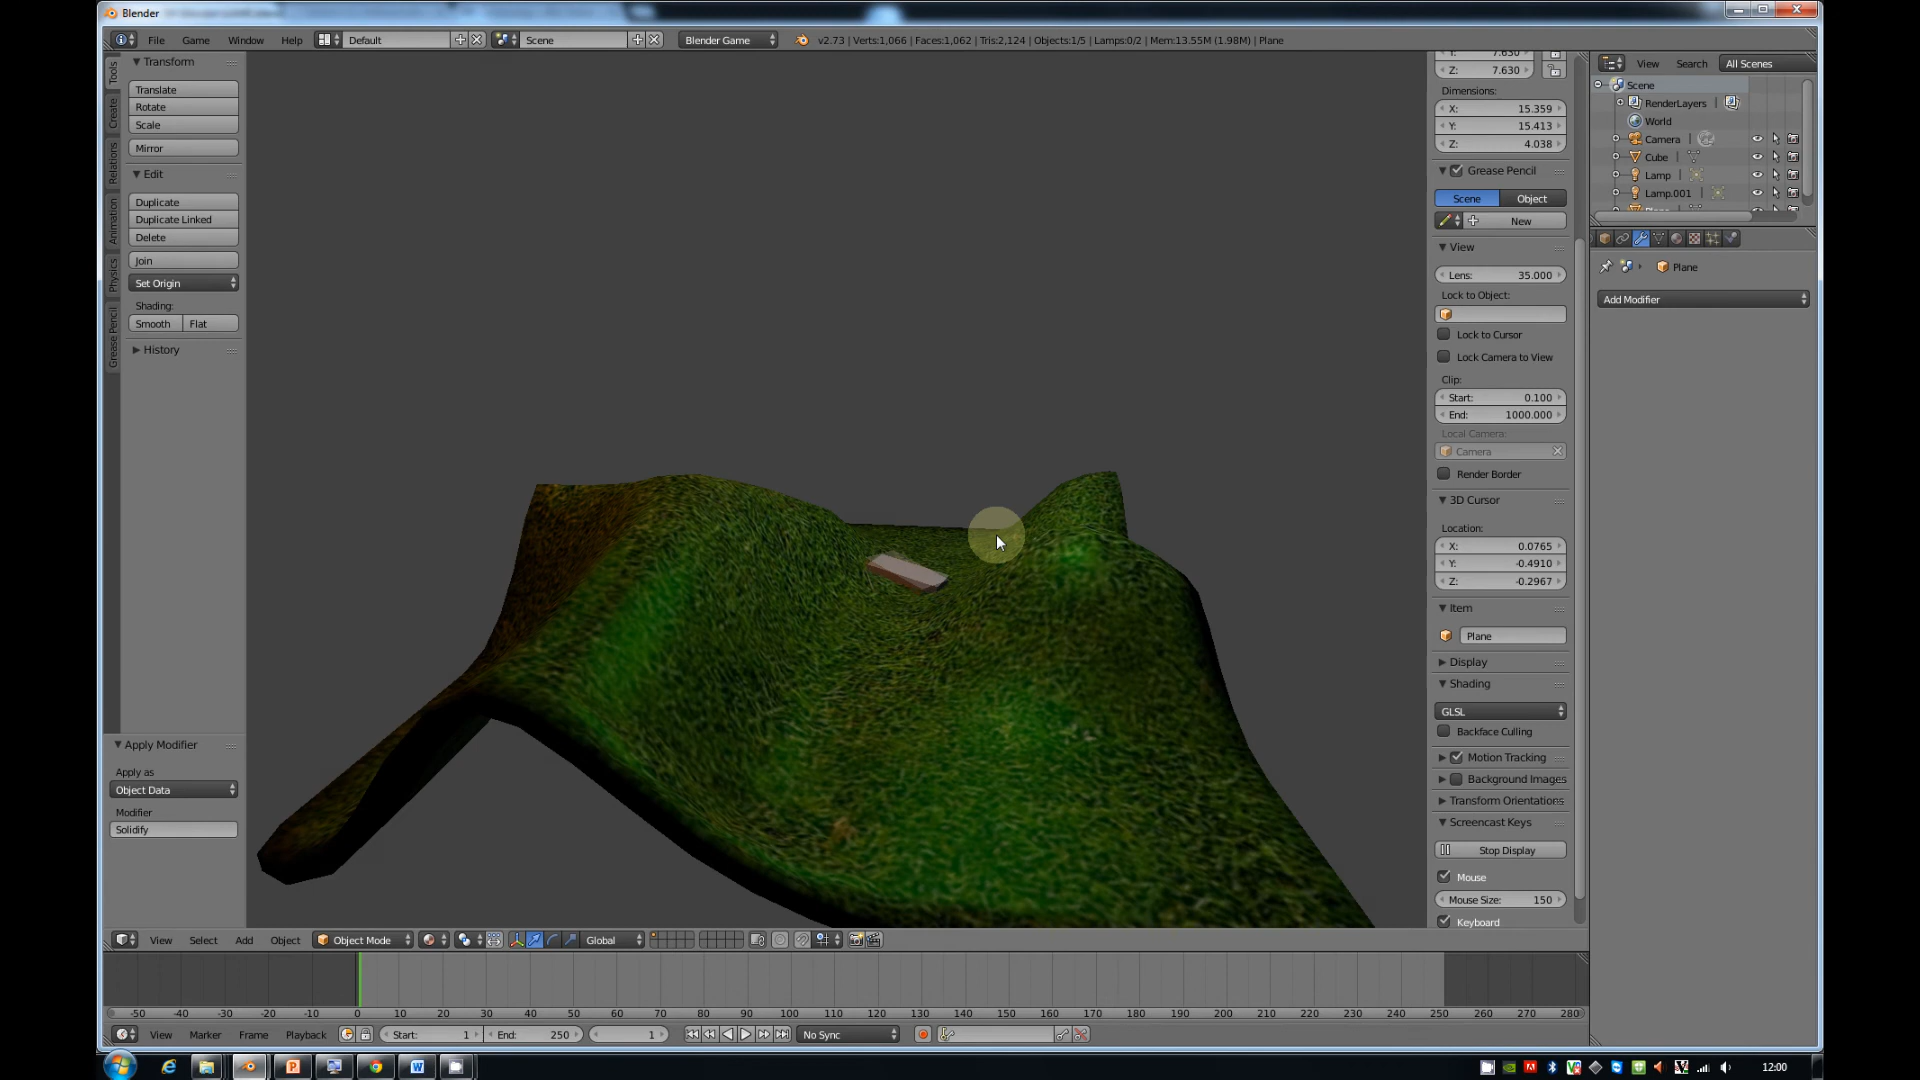 Blender
File Game Window Help Default Scene Blender Game v2.73 | Verts:1,066 | Faces:1,062 | Tris:2,124 | Objects:1/5 | Lamps:0/2 | Mem:13.55M (1.98M) | Plane
Tools
Create
Relations
Animation
Physics
Grease Pencil
Transform
Translate
Rotate
Scale
Mirror
Edit
Duplicate
Duplicate Linked
Delete
Join
Set Origin
Shading:
Smooth Flat
History
Apply Modifier
Apply as
Object Data
Modifier
Solidify
7.630
Z: 7.630
Dimensions:
X: 15.359
Y: 15.413
Z: 4.038
Grease Pencil
Scene Object
New
View
Lens: 35.000
Lock to Object:
Lock to Cursor
Lock Camera to View
Clip:
Start: 0.100
End: 1000.000
Local Camera:
Camera
Render Border
3D Cursor
Location:
X: 0.0765
Y: -0.4910
Z: -0.2967
Item
Plane
Display
Shading
GLSL
Backface Culling
Motion Tracking
Background Images
Transform Orientations
Screencast Keys
Stop Display
Mouse
Mouse Size: 150
Keyboard
View Search All Scenes
Scene
RenderLayers
World
Camera
Cube
Lamp
Lamp.001
Plane
Add Modifier
View Select Add Object Object Mode Global
-50 -40 -30 -20 -10 0 10 20 30 40 50 60 70 80 90 100 110 120 130 140 150 160 170 180 190 200 210 220 230 240 250 260 270 280
View Marker Frame Playback Start: 1 End: 250 1 No Sync
12:00